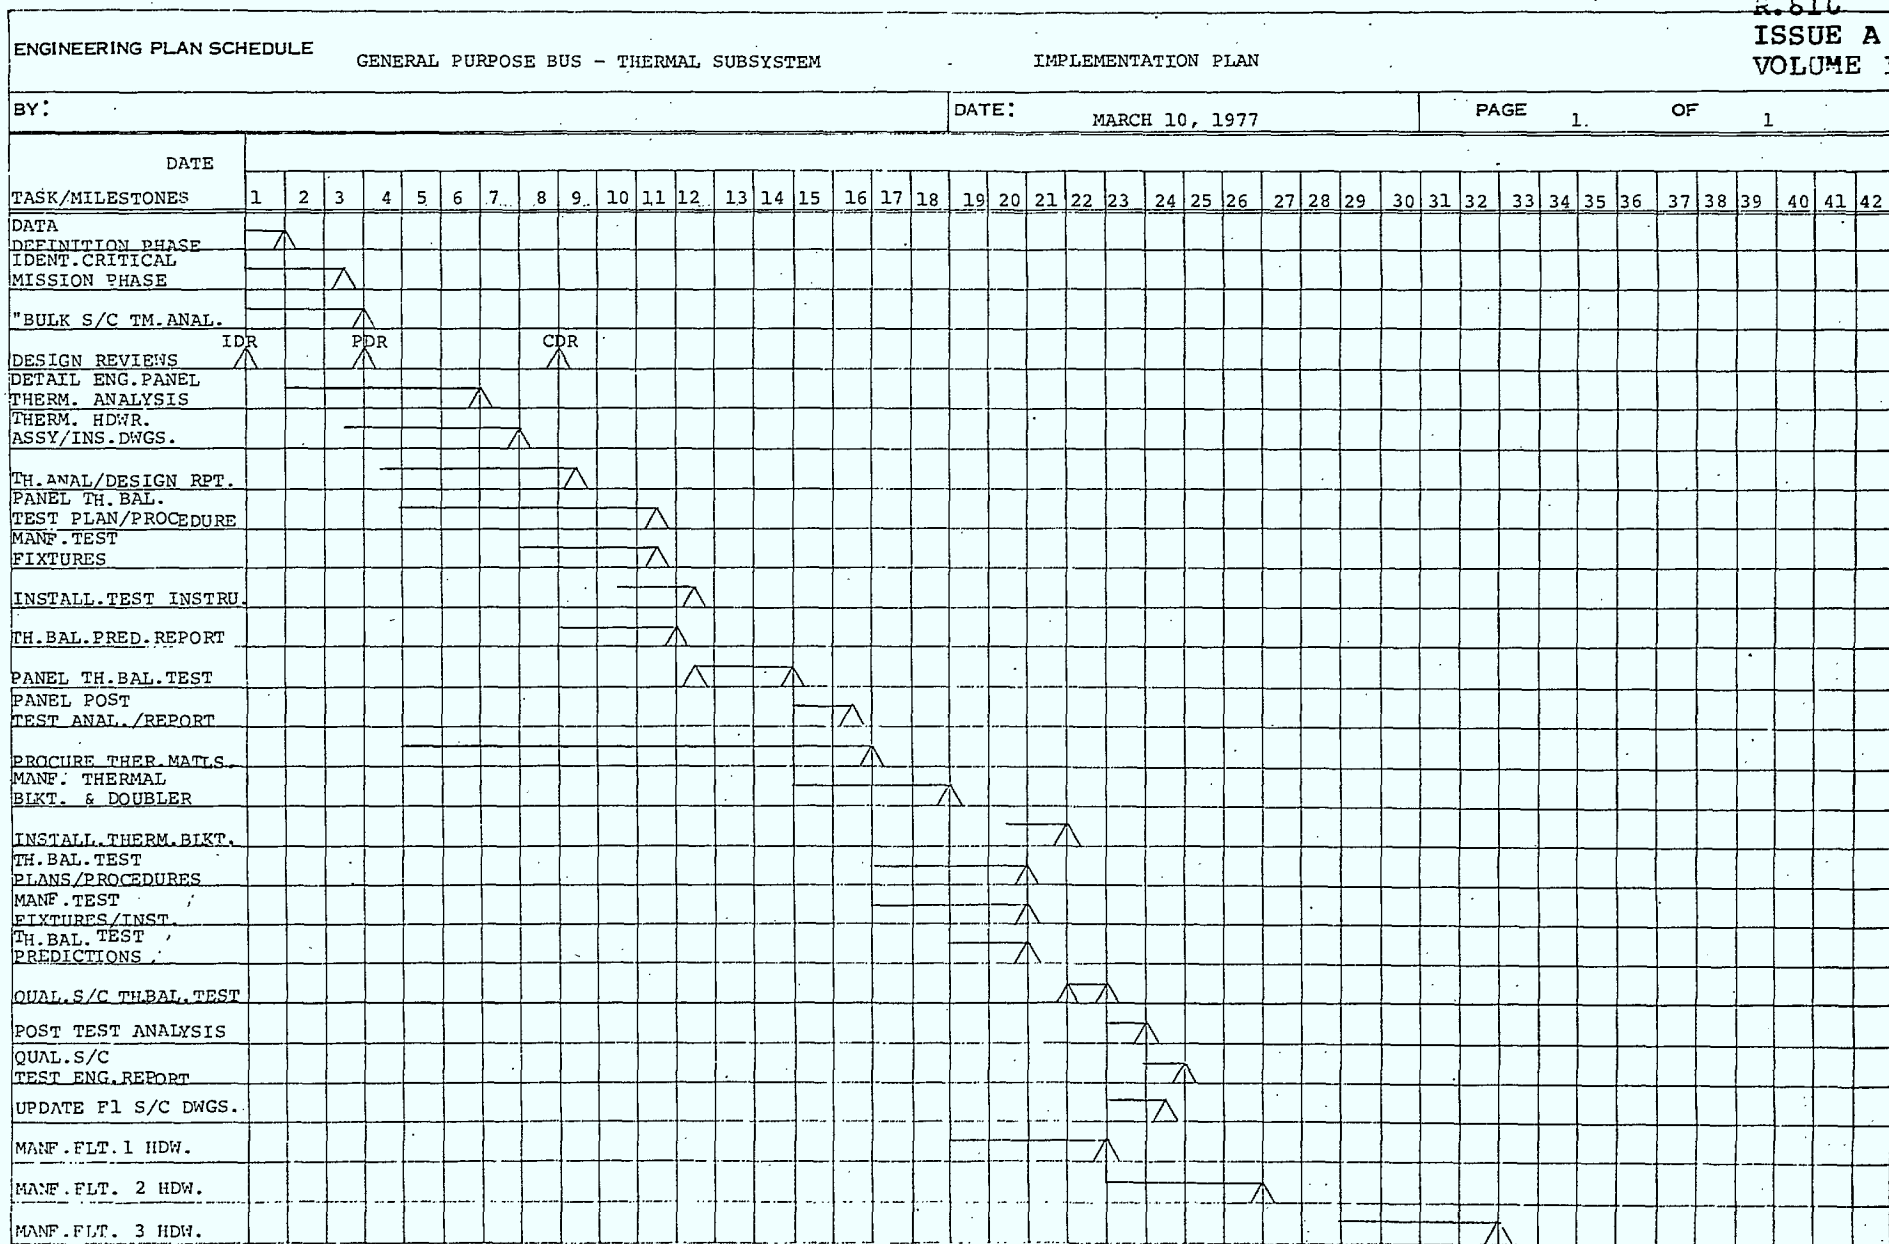 ISSUE A
ENGINEERING PLAN SCHEDULE
GENERAL PURPOSE BUS - THERMAL SUBSYSTEM
IMPLEMENTATION PLAN
VOLUME
BY:
DATE: MARCH 10, 1977
PAGE 1. OF 1
DATE
TASK/MILESTONES 1 2 3 4 5 6 7 8 9 10 11 12 13 14 15 16 17 18 19 20 21 22 23 24 25 26 27 28 29 30 31 32 33 34 35 36 37 38 39 40 41 42
DATA
DEFINITION PHASE
IDENT.CRITICAL
MISSION PHASE
"BULK S/C TM.ANAL.
IDR PDR CDR
DESIGN REVIEWS
DETAIL ENG.PANEL
THERM. ANALYSIS
THERM. HDWR.
ASSY/INS.DWGS.
TH.ANAL/DESIGN RPT.
PANEL TH.BAL.
TEST PLAN/PROCEDURE
MANF.TEST
FIXTURES
INSTALL.TEST INSTRU.
TH.BAL.PRED.REPORT
PANEL TH.BAL.TEST
PANEL POST
TEST ANAL./REPORT
PROCURE THER.MATLS.
MANF. THERMAL
BLKT. & DOUBLER
INSTALL.THERM.BLKT.
TH.BAL.TEST
PLANS/PROCEDURES
MANF.TEST
FIXTURES/INST.
TH.BAL. TEST
PREDICTIONS
QUAL.S/C TH.BAL.TEST
POST TEST ANALYSIS
QUAL.S/C
TEST ENG.REPORT
UPDATE F1 S/C DWGS.
MANF.FLT.1 HDW.
MANF.FLT. 2 HDW.
MANF.FLT. 3 HDW.